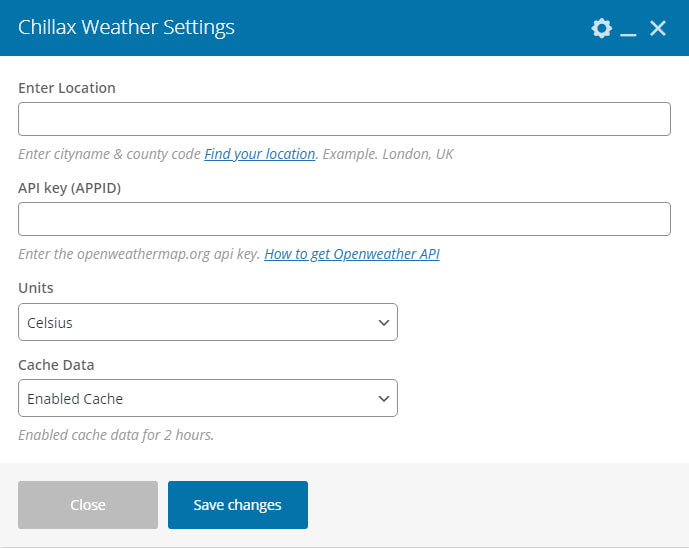 Chillax Weather Settings
Enter Location
Enter cityname & county code Find your location. Example. London, UK
API key (APPID)
Enter the openweathermap.org api key. How to get Openweather API
Units
Celsius
Cache Data
Enabled Cache
Enabled cache data for 2 hours.
Close
Save changes